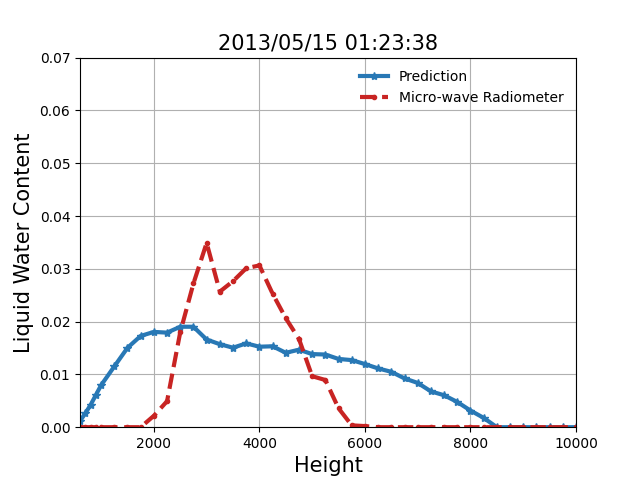 2013/05/15 01:23:38
0.07
0.06
0.05
0.04
0.03
0.02
0.01
0.00
Liquid Water Content
Prediction
Micro-wave Radiometer
2000 4000 6000 8000 10000
Height